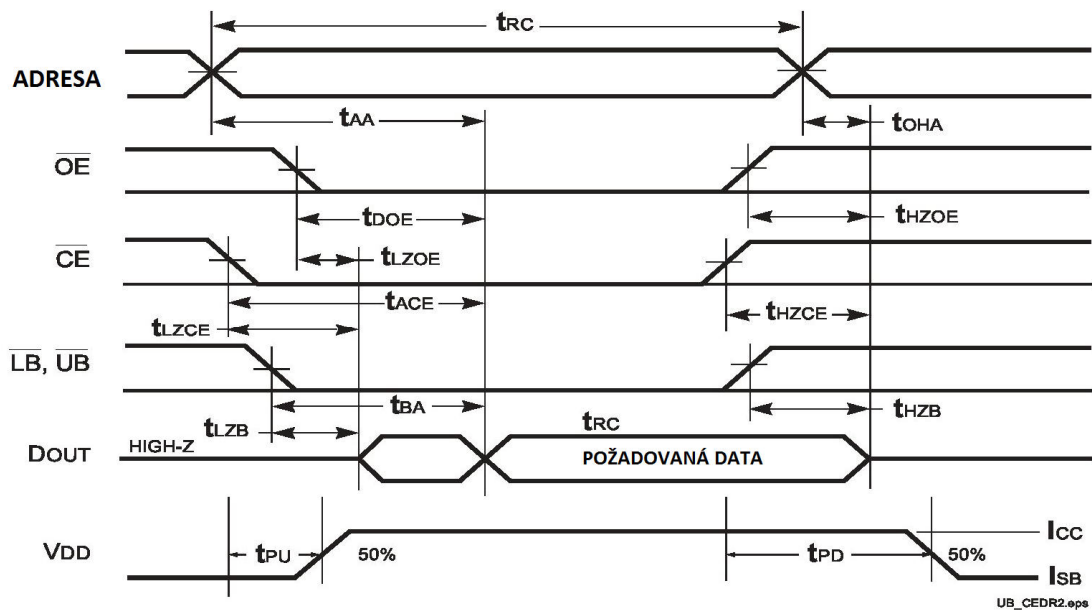 tRC
ADRESA
tAA
tOHA
OE
tDOE
tHZOE
tLZOE
CE
tACE
tHZCE
tLZCE
LB, UB
tBA
tHZB
tLZB
tRC
DOUT
HIGH-Z
POŽADOVANÁ DATA
VDD
tPU
50%
tPD
50%
ICC
ISB
UB_CEDR2.eps